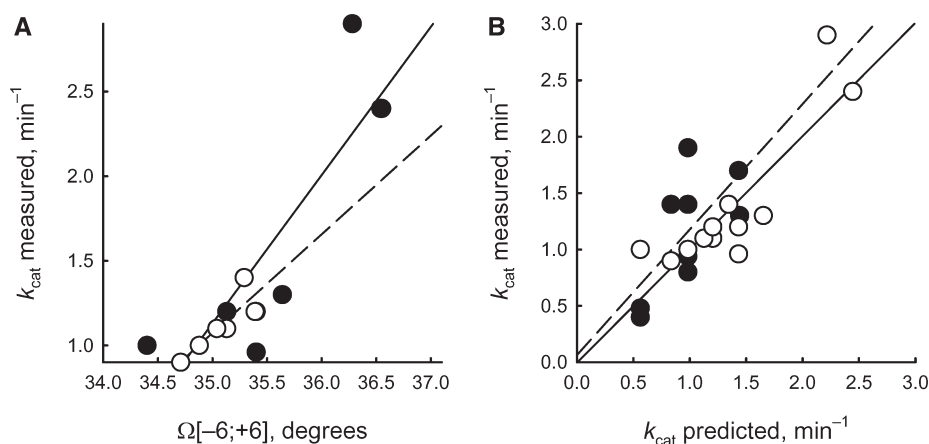 A
2.5
2.0
1.5
1.0
34.0 34.5 35.0 35.5 36.0 36.5 37.0
kcat measured, min–1
Ω[–6;+6], degrees
B
3.0
2.5
2.0
1.5
1.0
0.5
0.0
0.0 0.5 1.0 1.5 2.0 2.5 3.0
kcat measured, min–1
kcat predicted, min–1